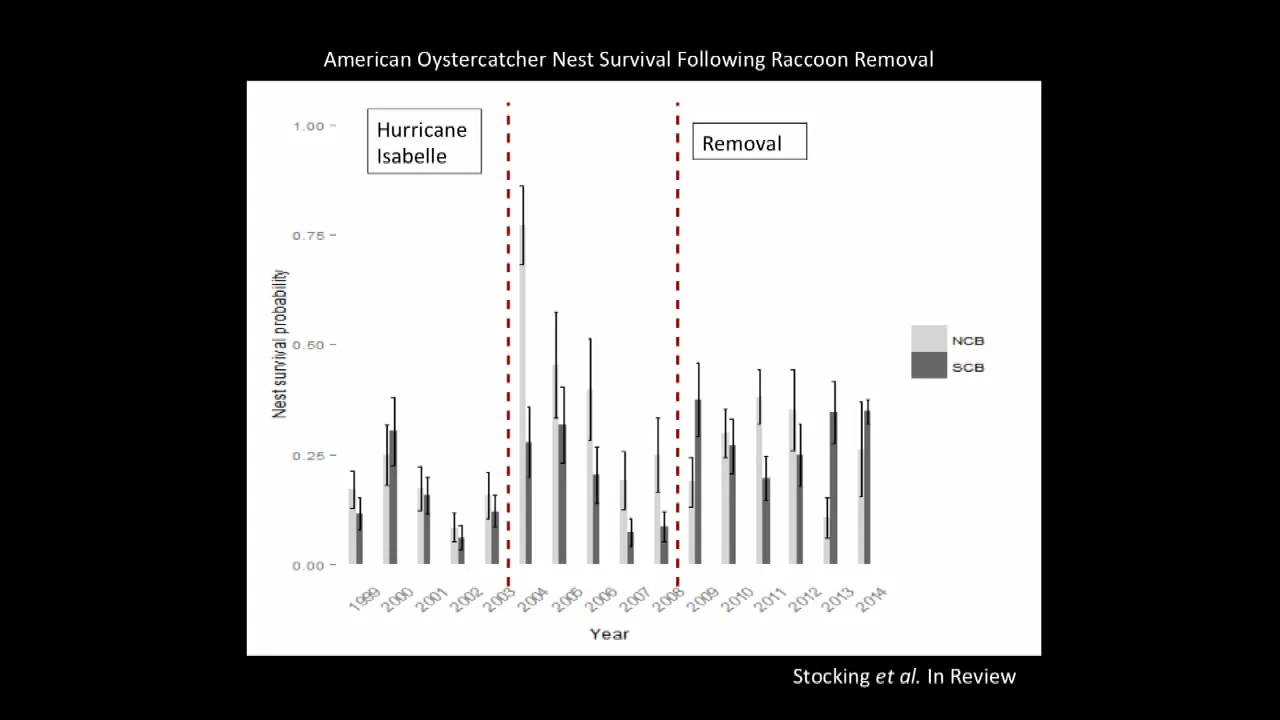 American Oystercatcher Nest Survival Following Raccoon Removal
Hurricane
Isabelle
Removal
1.00
0.75
0.50
0.25
0.00
Nest survival probability
NCB
SCB
1999
2000
2001
2002
2003
2004
2005
2006
2007
2008
2009
2010
2011
2012
2013
2014
Year
Stocking et al. In Review